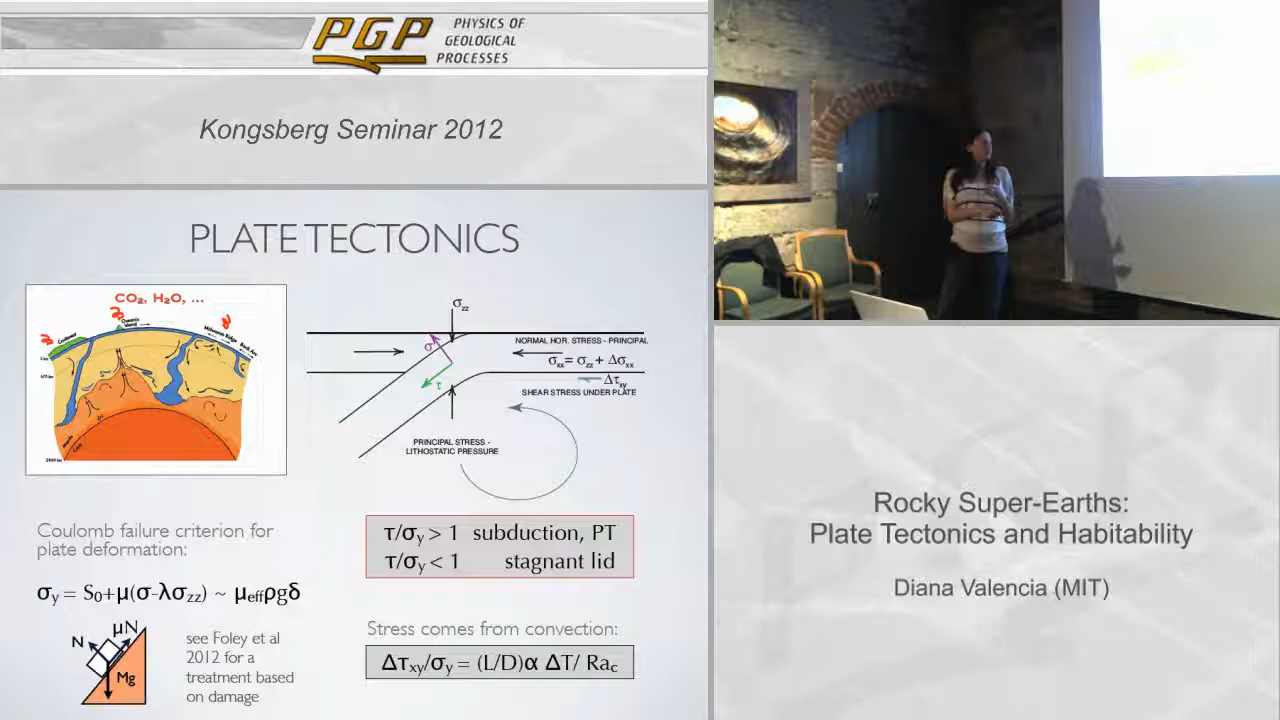 PGP
PHYSICS OF
GEOLOGICAL
PROCESSES
Kongsberg Seminar 2012
PLATE TECTONICS
CO₂, H₂O, ...
Oceanic
Island
σzz
σ
τ
NORMAL HOR. STRESS - PRINCIPAL
σxx = σzz + Δσxx
Δτxy
SHEAR STRESS UNDER PLATE
PRINCIPAL STRESS -
LITHOSTATIC PRESSURE
Coulomb failure criterion for
plate deformation:
σy = S₀+μ(σ-λσzz) ~ μeffρgδ
N
μN
Mg
see Foley et al
2012 for a
treatment based
on damage
τ/σy > 1 subduction, PT
τ/σy < 1 stagnant lid
Stress comes from convection:
Δτxy/σy = (L/D)α ΔT/ Rac
Rocky Super-Earths:
Plate Tectonics and Habitability
Diana Valencia (MIT)